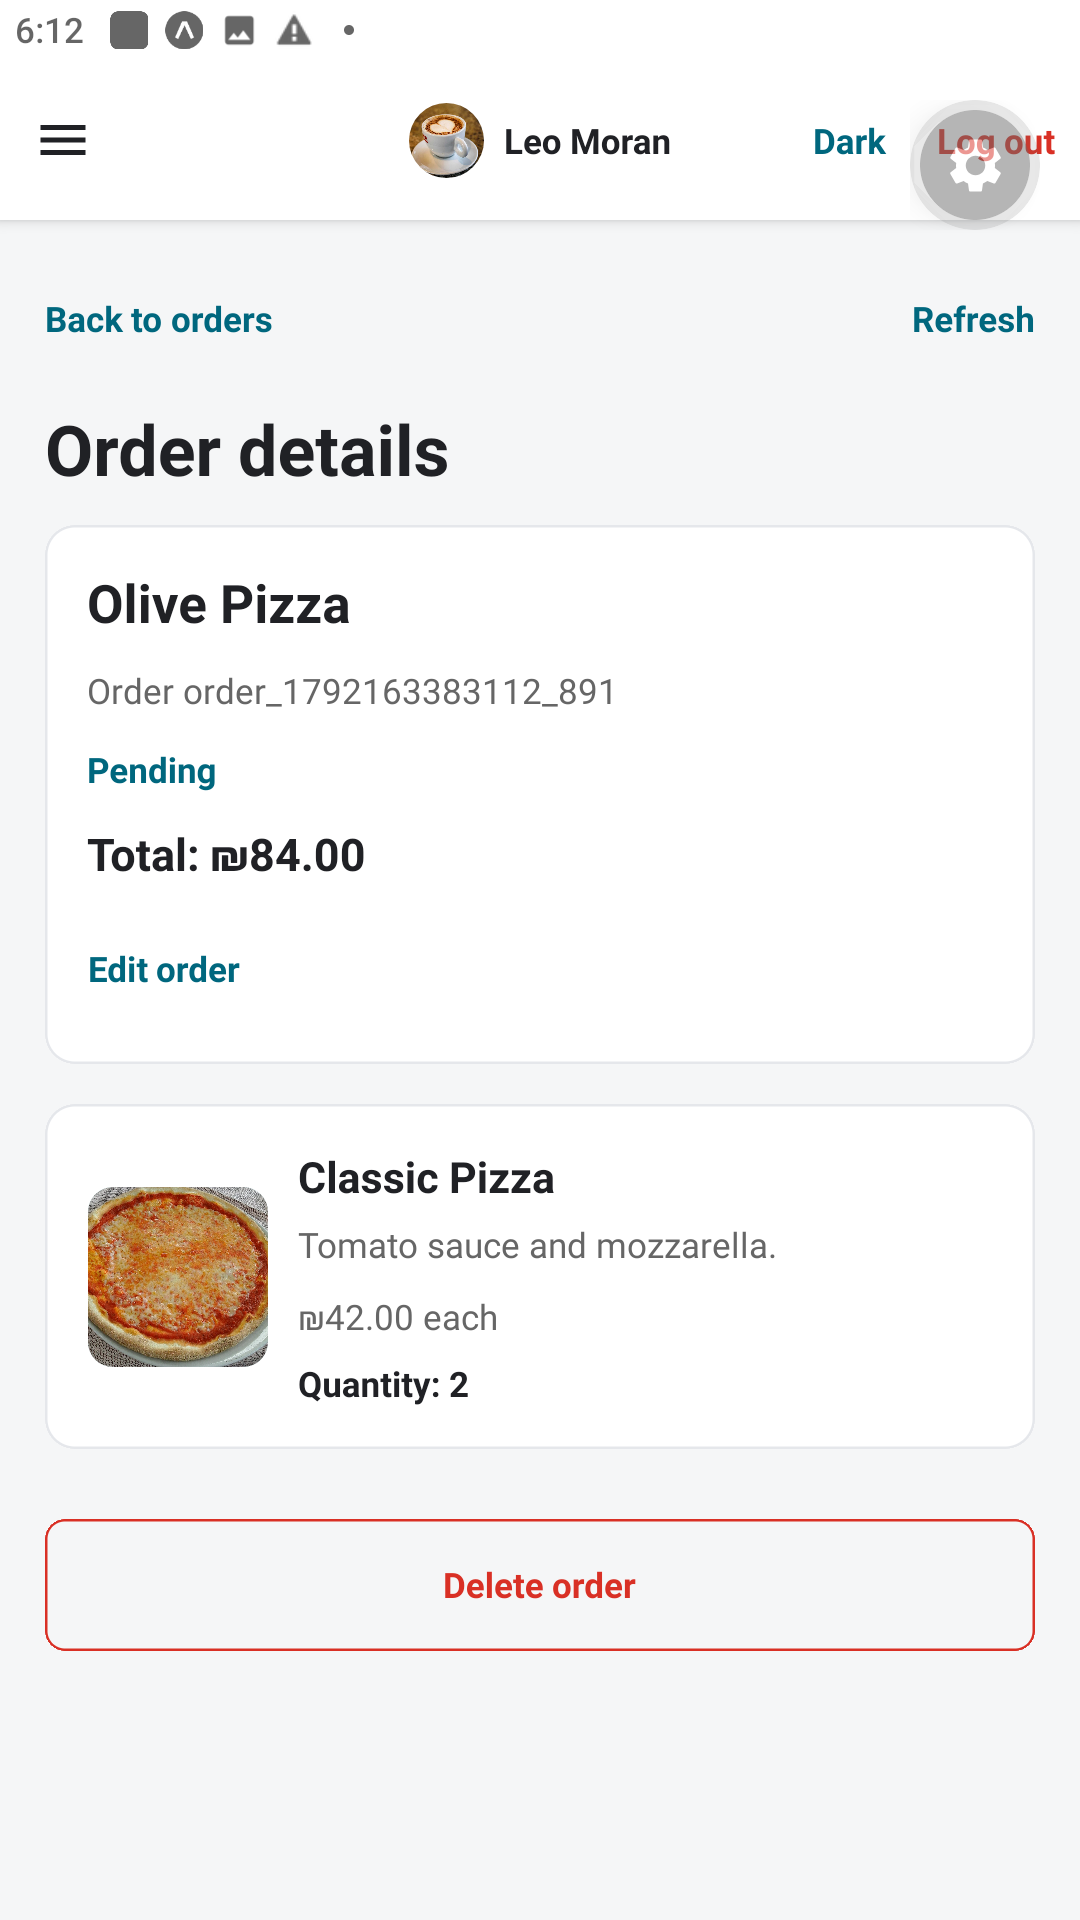 6:12
Leo Moran
Dark
Log out
Back to orders
Refresh
Order details
Olive Pizza
Order order_1792163383112_891
Pending
Total: ₪84.00
Edit order
Classic Pizza
Tomato sauce and mozzarella.
₪42.00 each
Quantity: 2
Delete order